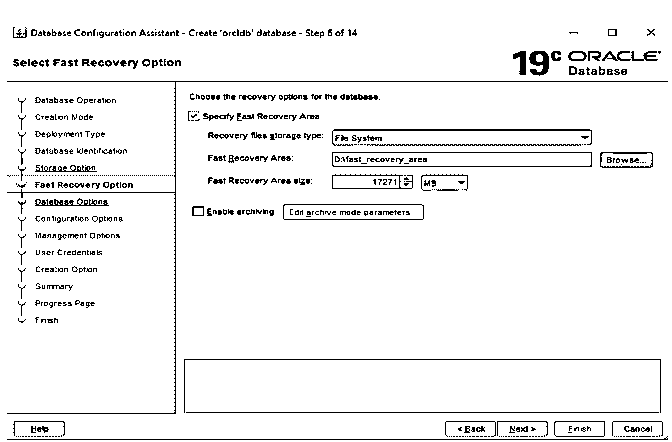 Database Configuration Assistant - Create 'orcldb' database - Step 6 of 14
Select Fast Recovery Option
19c ORACLE
Database
Database Operation
Creation Mode
Deployment Type
Database Identification
Storage Option
Fast Recovery Option
Database Options
Configuration Options
Management Options
User Credentials
Creation Option
Summary
Progress Page
Finish
Choose the recovery options for the database.
Specify Fast Recovery Area
Recovery files storage type: File System
Fast Recovery Area: D:\fast_recovery_area Browse...
Fast Recovery Area size: 17271 MB
Enable archiving Edit archive mode parameters...
Help < Back Next > Finish Cancel